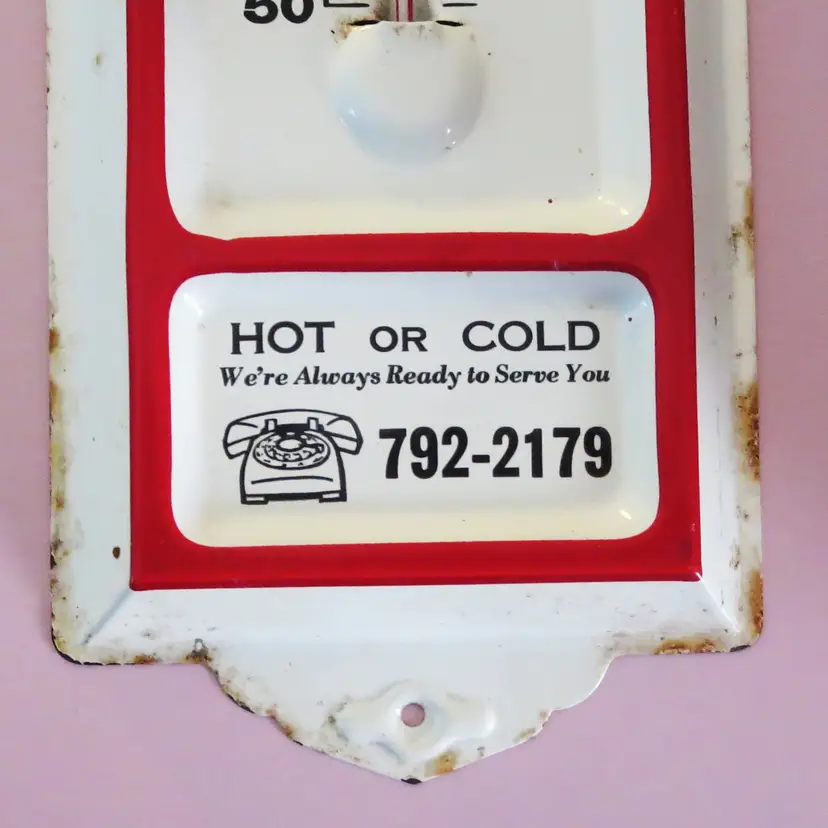 50
HOT OR COLD
We're Always Ready to Serve You
792-2179